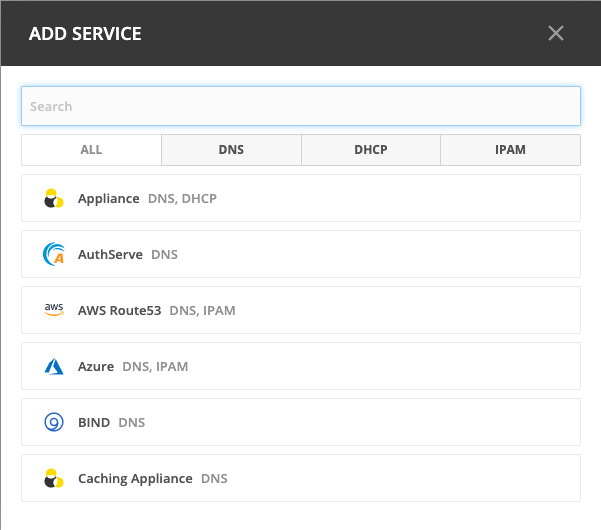 ADD SERVICE
Search
ALL DNS DHCP IPAM
Appliance DNS, DHCP
AuthServe DNS
aws AWS Route53 DNS, IPAM
Azure DNS, IPAM
BIND DNS
Caching Appliance DNS